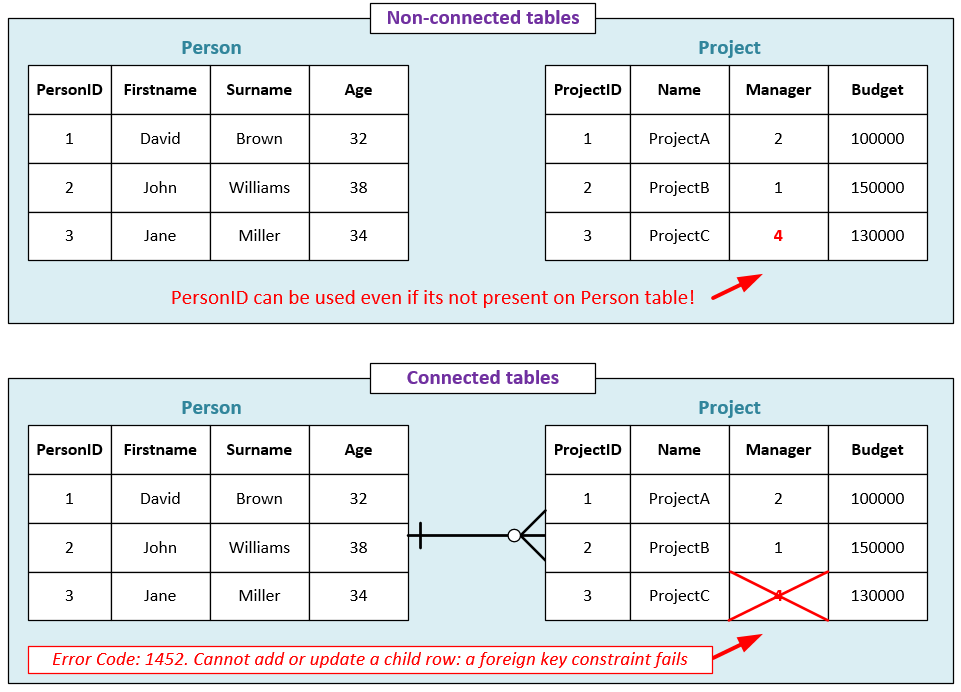 Non-connected tables
Person Project
PersonID Firstname Surname Age ProjectID Name Manager Budget
1 David Brown 32 1 ProjectA 2 100000
2 John Williams 38 2 ProjectB 1 150000
3 Jane Miller 34 3 ProjectC 4 130000
PersonID can be used even if its not present on Person table!
Connected tables
Person Project
PersonID Firstname Surname Age ProjectID Name Manager Budget
1 David Brown 32 1 ProjectA 2 100000
2 John Williams 38 2 ProjectB 1 150000
3 Jane Miller 34 3 ProjectC 4 130000
Error Code: 1452. Cannot add or update a child row: a foreign key constraint fails